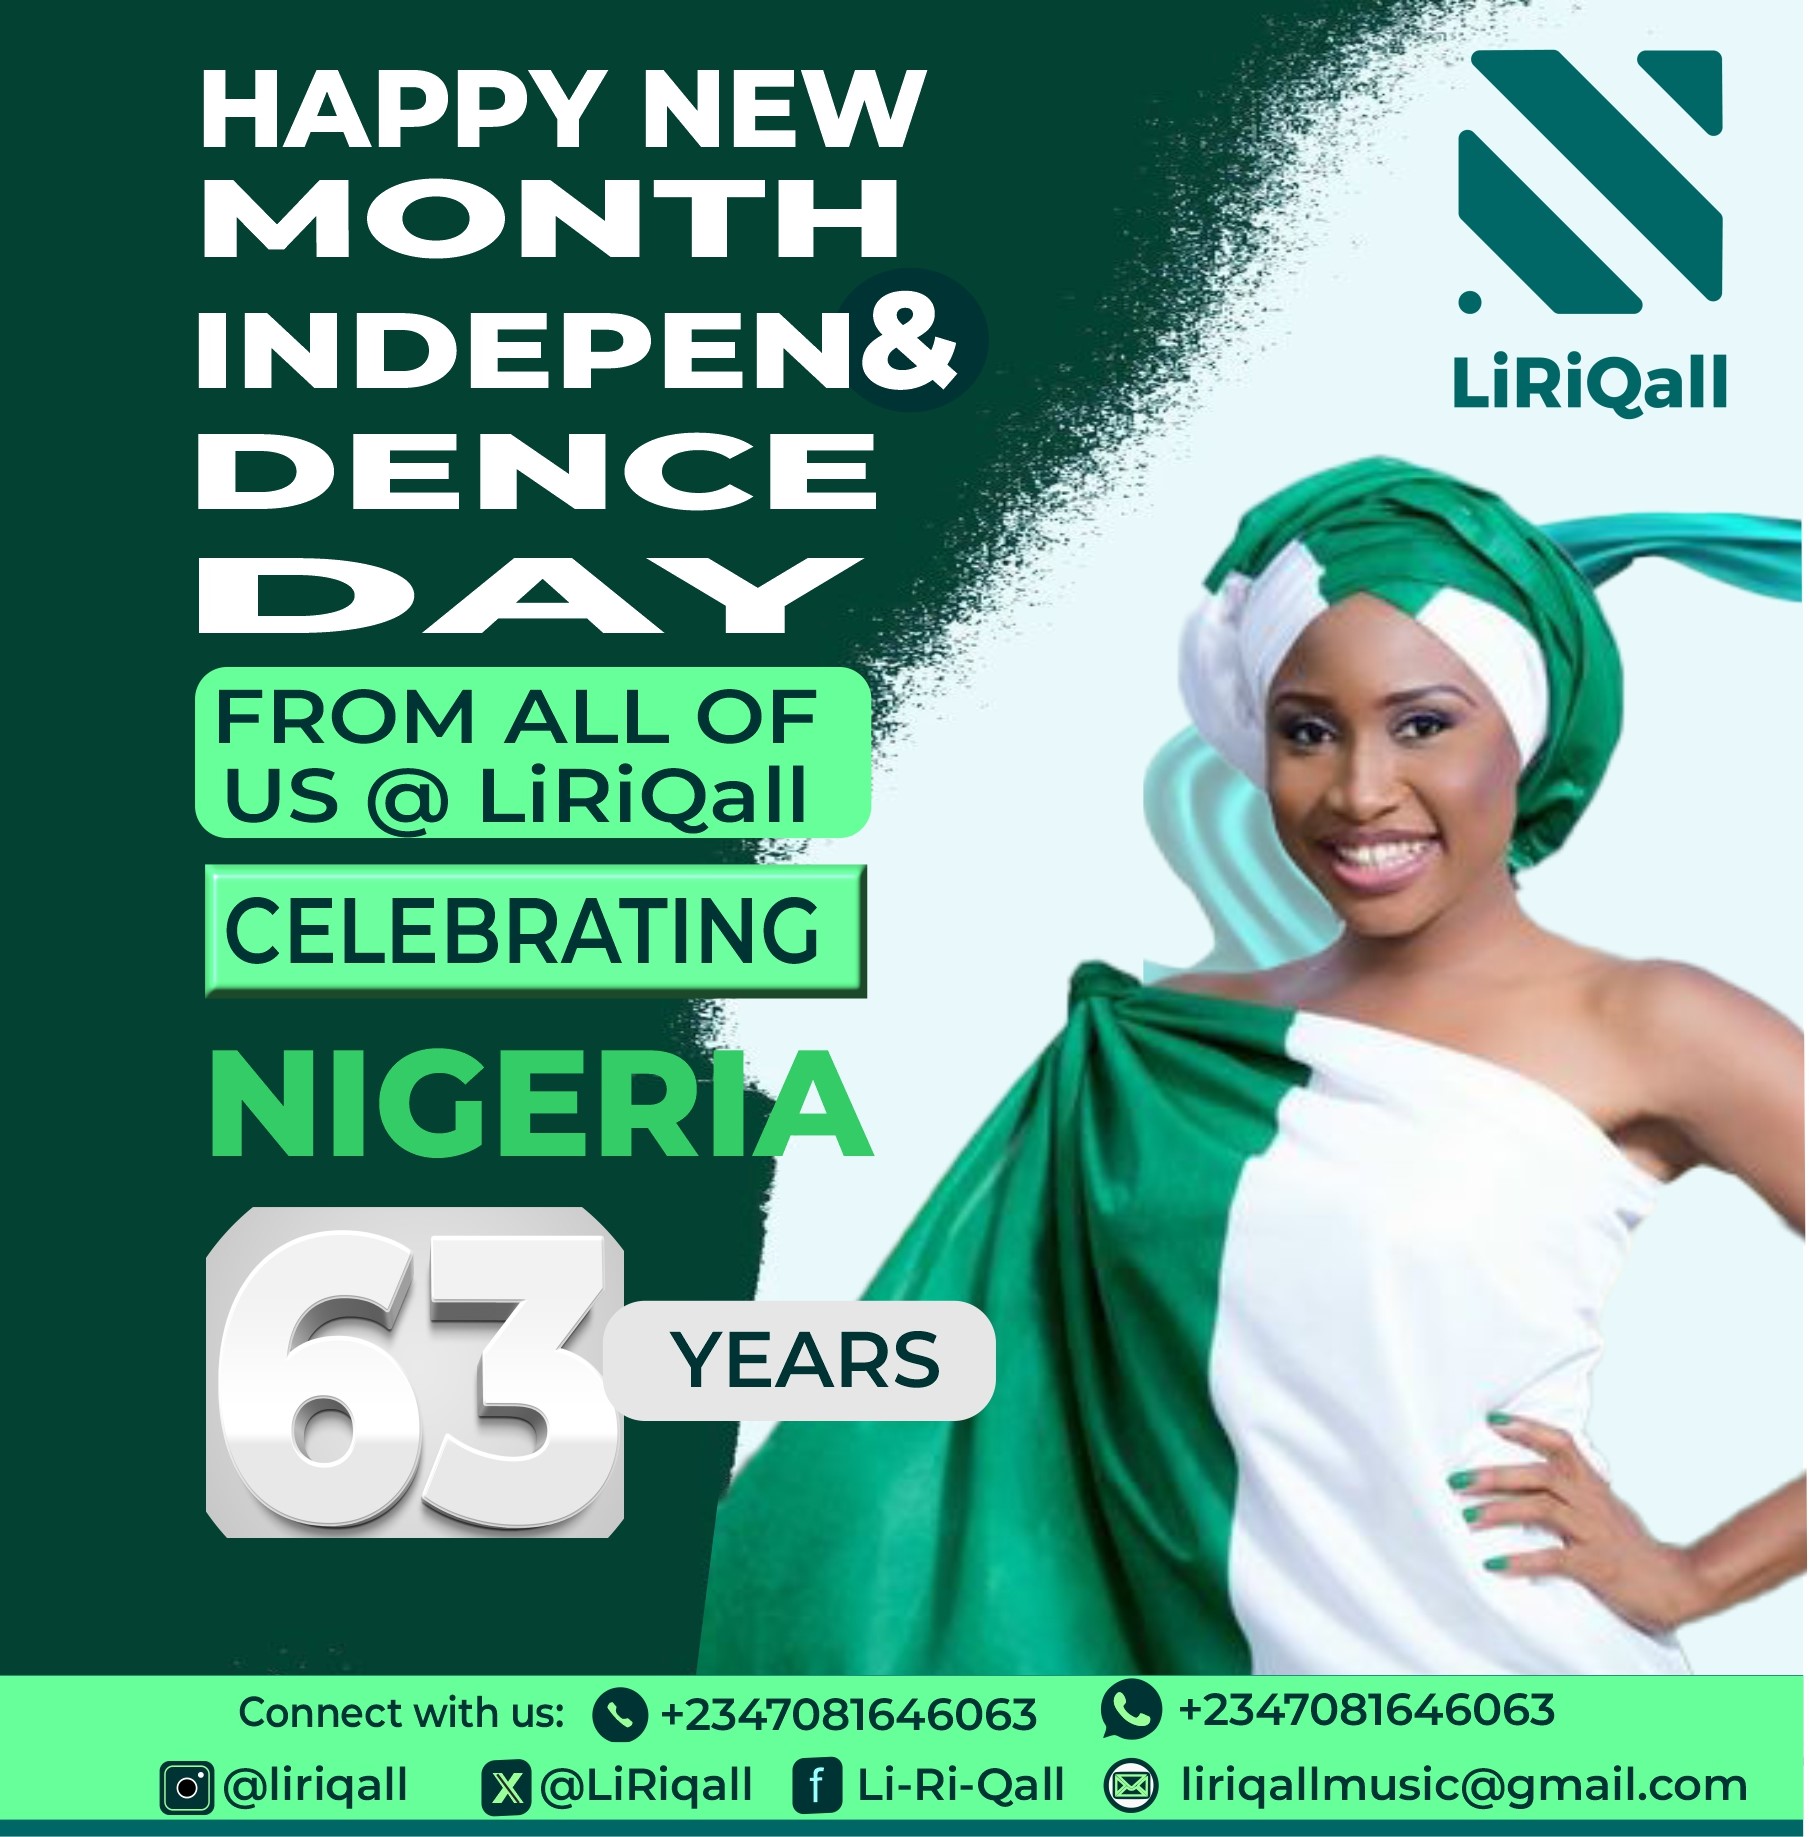 HAPPY NEW
MONTH
INDEPEN&
DENCE
DAY
FROM ALL OF
US @ LiRiQall
CELEBRATING
NIGERIA
63
YEARS
LiRiQall
Connect with us: +2347081646063 +2347081646063
@liriqall X @LiRiqall f Li-Ri-Qall liriqallmusic@gmail.com